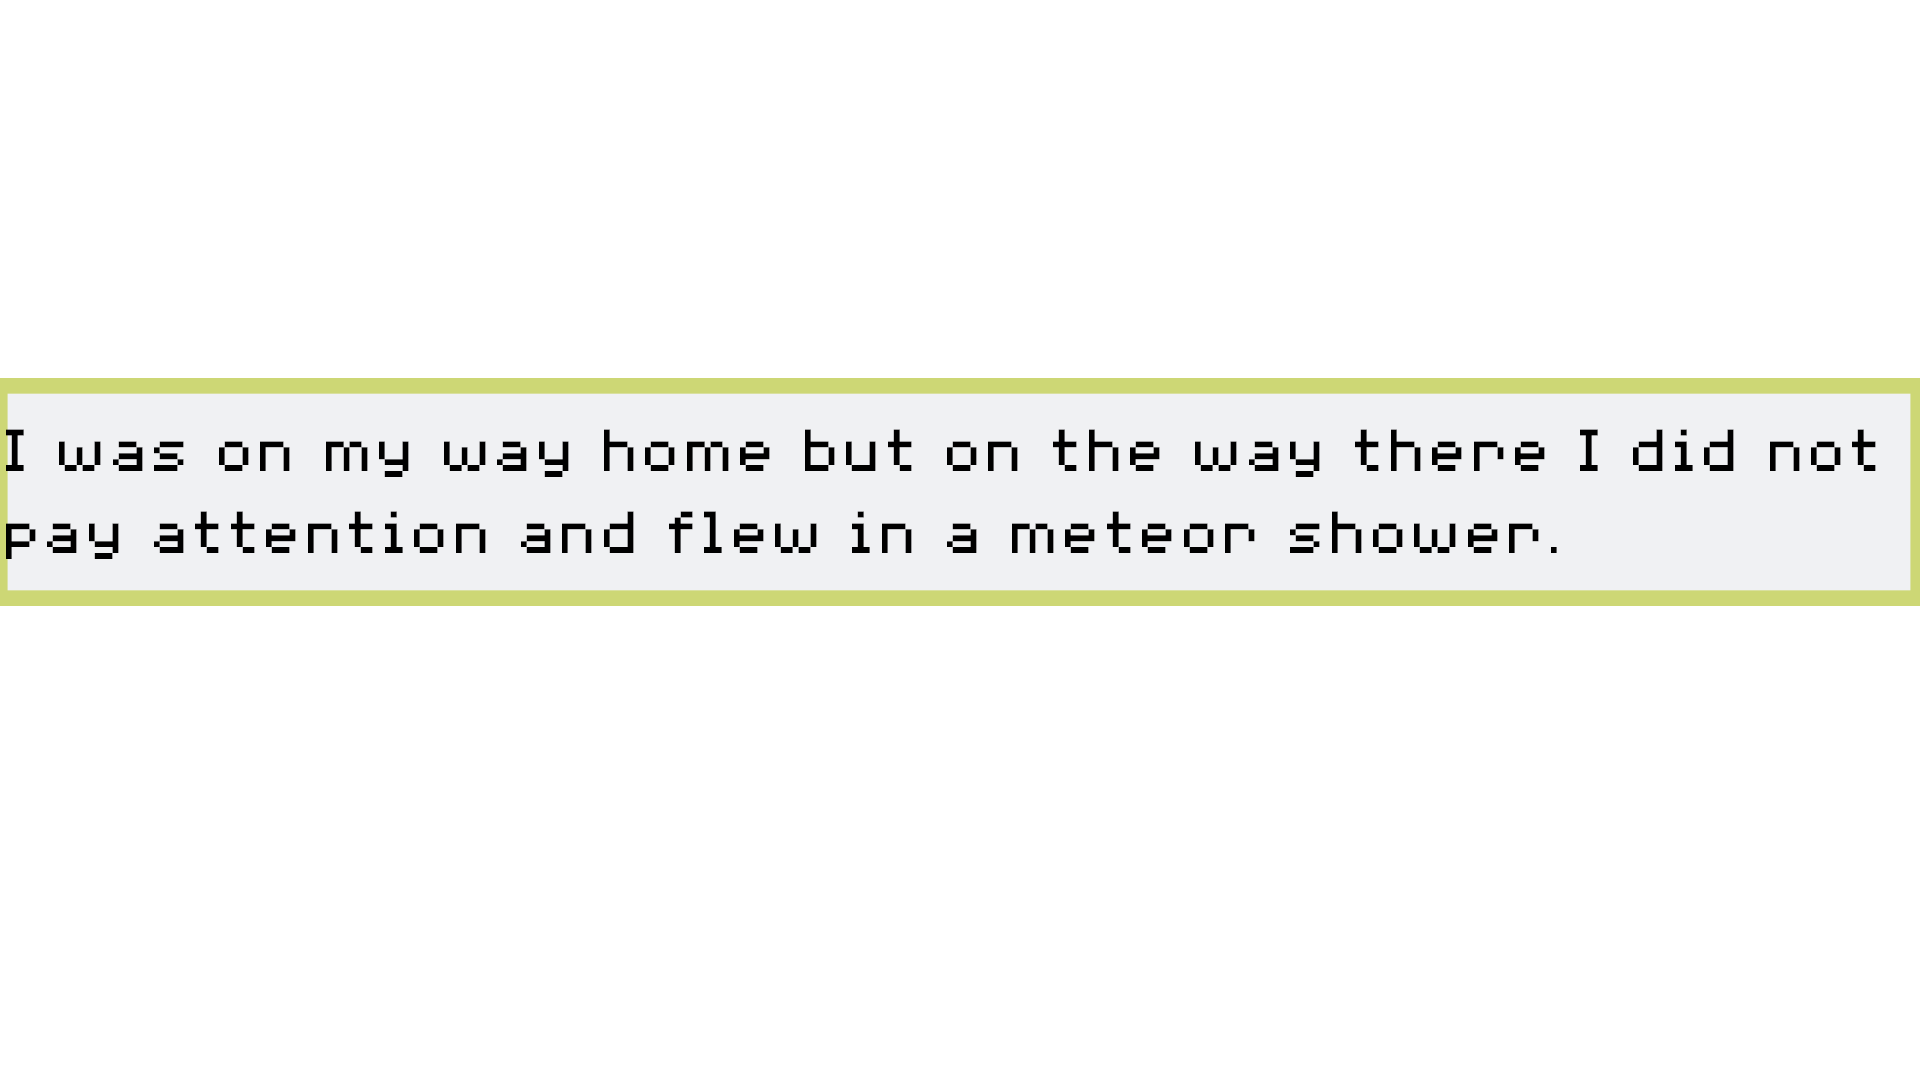 I was on my way home but on the way there I did not
pay attention and flew in a meteor shower.